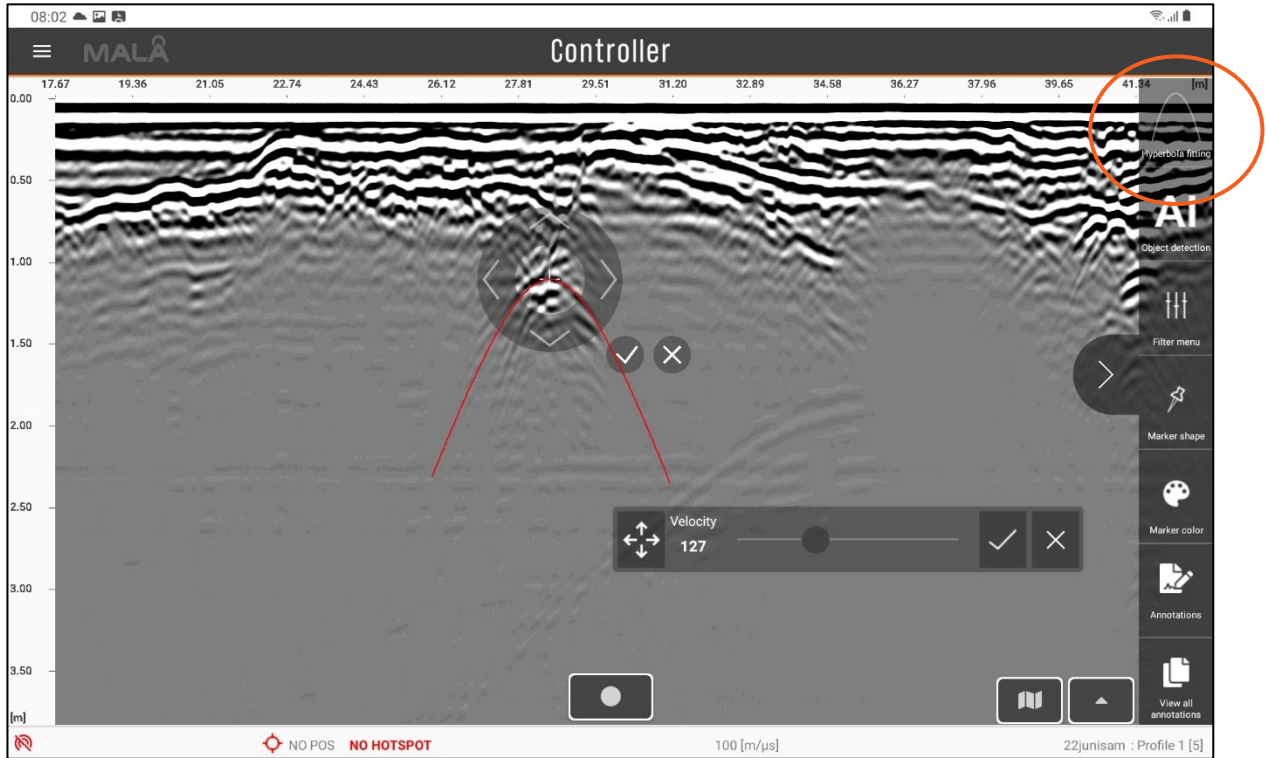 08:02
MALÅ
Controller
17.67 19.36 21.05 22.74 24.43 26.12 27.81 29.51 31.20 32.89 34.58 36.27 37.96 39.65 41.34 [m]
0.00
0.50
1.00
1.50
2.00
2.50
3.00
3.50
[m]
Hyperbola fitting
AI
Object detection
Filter menu
Marker shape
Marker color
Annotations
View all
annotations
Velocity
127
NO POS NO HOTSPOT 100 [m/µs] 22junisam : Profile 1 [5]